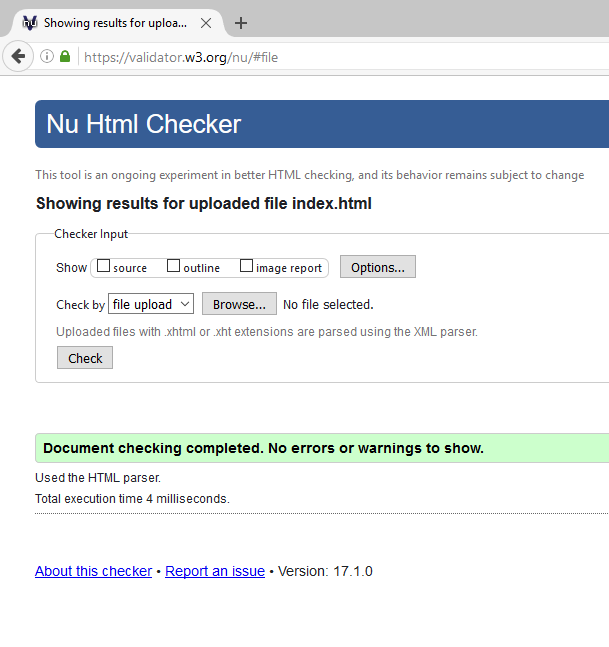 nu Showing results for uploa...
https://validator.w3.org/nu/#file
Nu Html Checker
This tool is an ongoing experiment in better HTML checking, and its behavior remains subject to change
Showing results for uploaded file index.html
Checker Input
Show source outline image report Options...
Check by file upload Browse... No file selected.
Uploaded files with .xhtml or .xht extensions are parsed using the XML parser.
Check
Document checking completed. No errors or warnings to show.
Used the HTML parser.
Total execution time 4 milliseconds.
About this checker • Report an issue • Version: 17.1.0